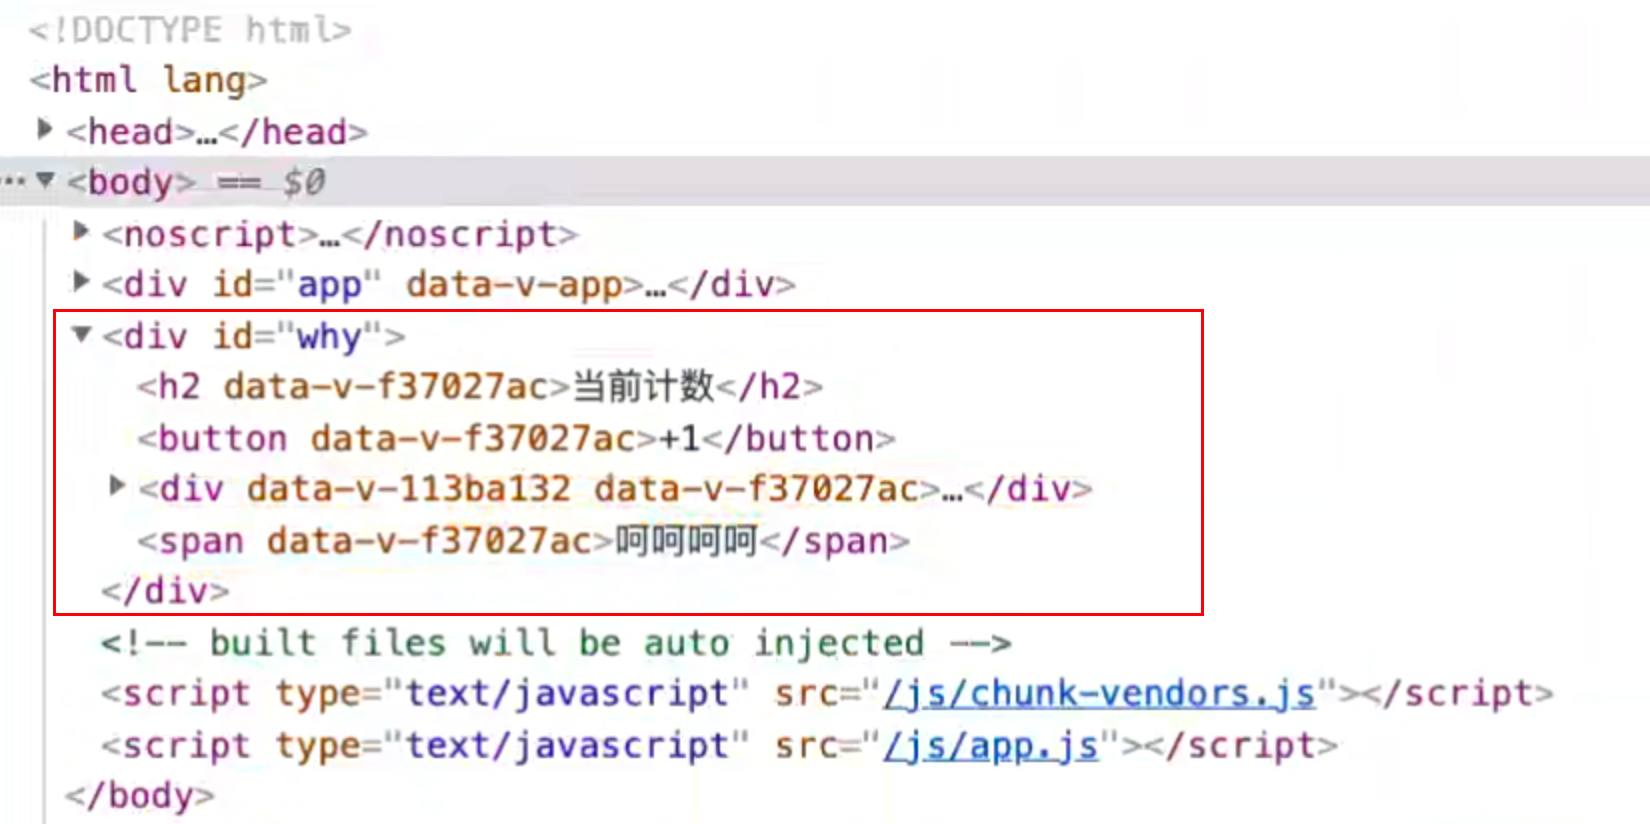 <!DOCTYPE html>
<html lang>
▶ <head>…</head>
… ▼ <body> == $0
▶ <noscript>…</noscript>
▶ <div id="app" data-v-app>…</div>
▼ <div id="why">
<h2 data-v-f37027ac>当前计数</h2>
<button data-v-f37027ac>+1</button>
▶ <div data-v-113ba132 data-v-f37027ac>…</div>
<span data-v-f37027ac>呵呵呵呵</span>
</div>
<!-- built files will be auto injected -->
<script type="text/javascript" src="/js/chunk-vendors.js"></script>
<script type="text/javascript" src="/js/app.js"></script>
</body>